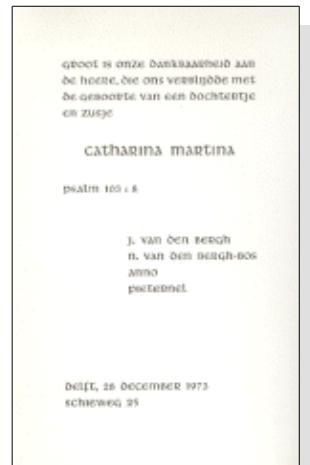 groot is onze dankbaarheid aan
de heere, die ons verblijdde met
de geboorte van een dochtertje
en zusje
catharina martina
psalm 103 : 8
j. van den bergh
n. van den bergh-bos
anno
pieternel
delft, 28 december 1973
schieweg 25